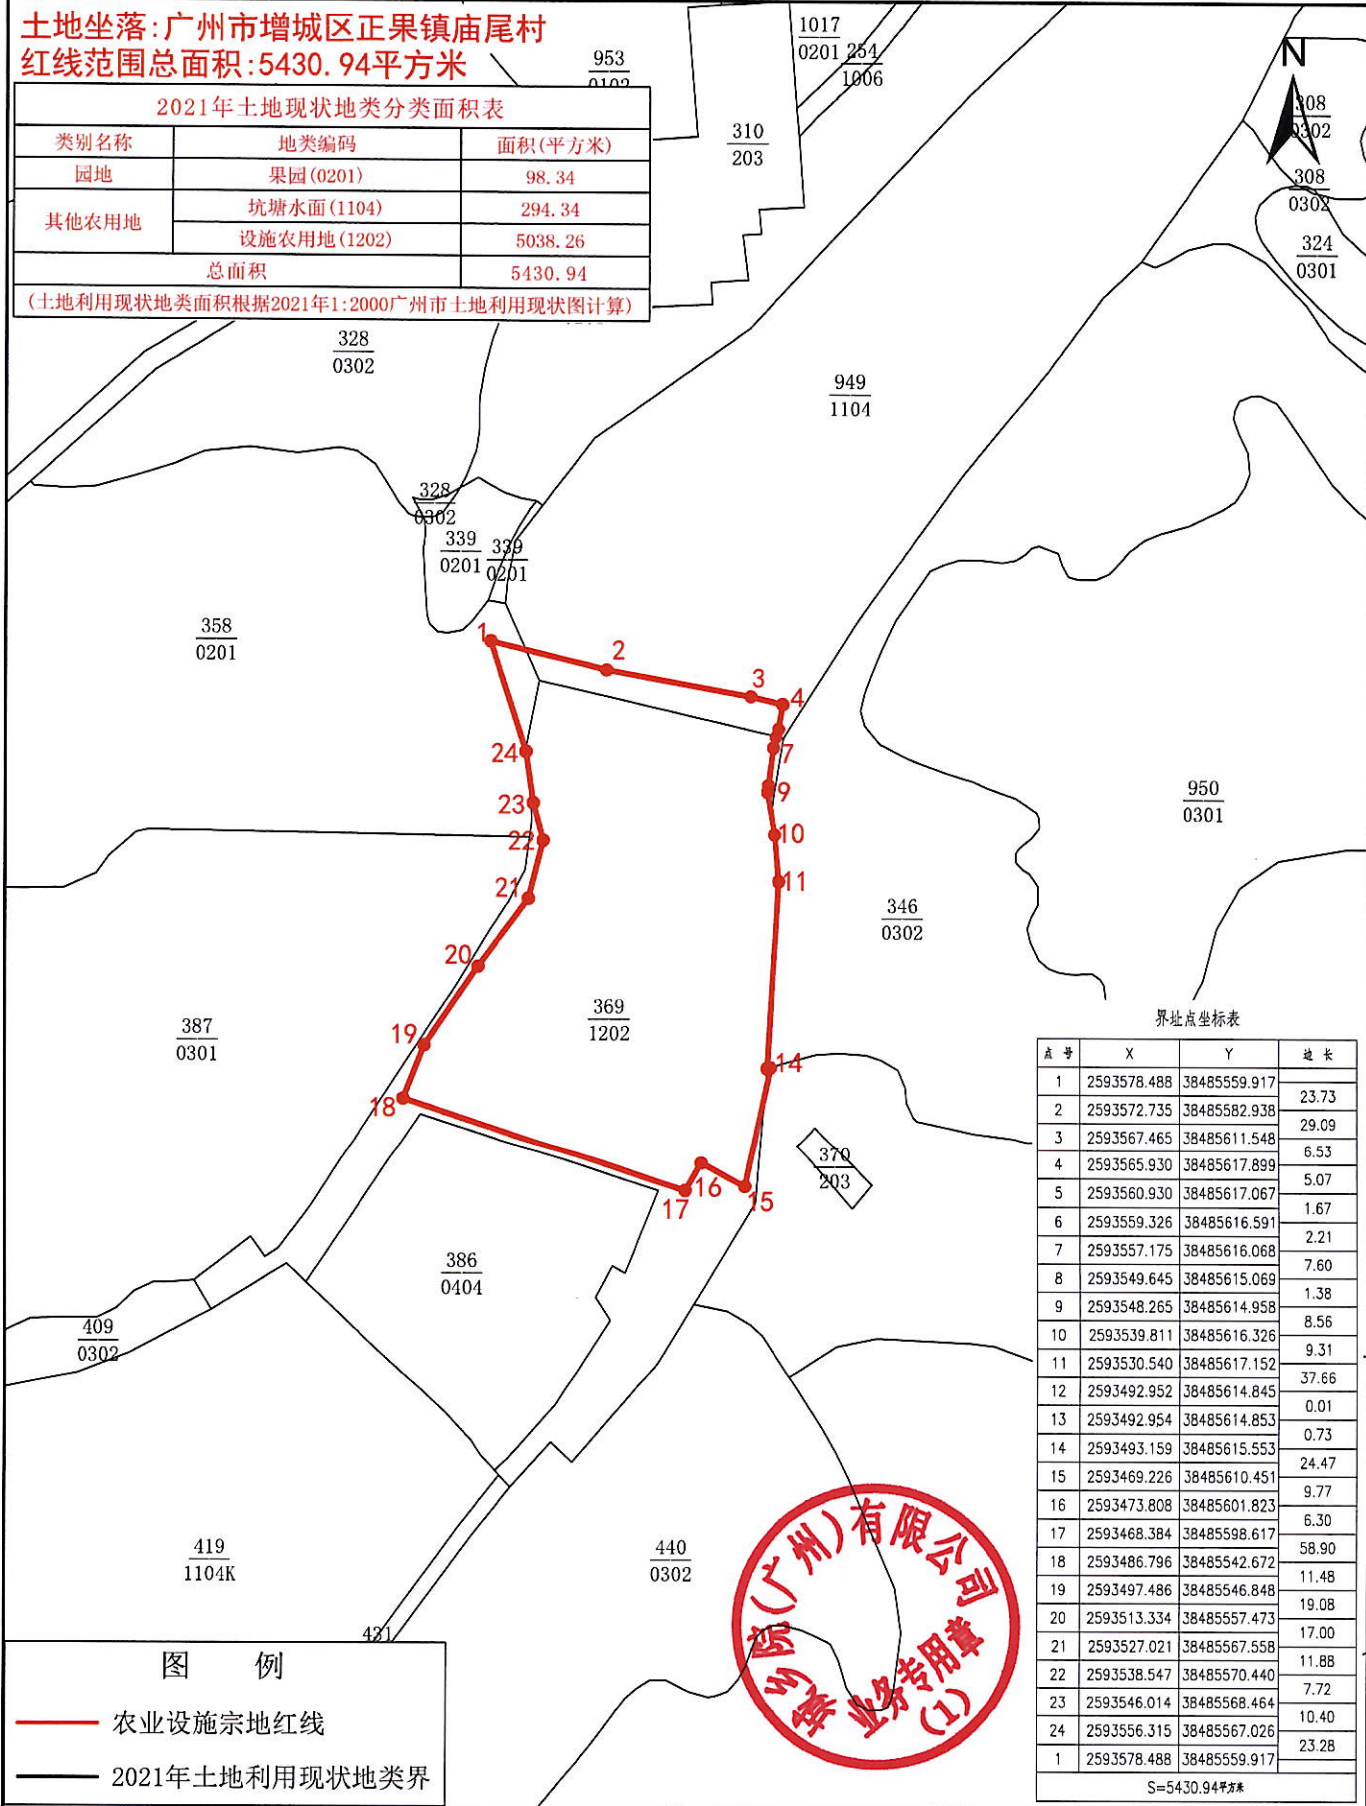 土地坐落:广州市增城区正果镇庙尾村
红线范围总面积:5430.94平方米
2021年土地现状地类分类面积表
类别名称 地类编码 面积(平方米)
园地 果园(0201) 98.34
其他农用地 坑塘水面(1104) 294.34
设施农用地(1202) 5038.26
总面积 5430.94
(土地利用现状地类面积根据2021年1:2000广州市土地利用现状图计算)
953
0102
1017
0201
254
1006
310
203
N
308
0302
308
0302
324
0301
328
0302
949
1104
328
0302
339
0201
339
0201
358
0201
1
2
3
4
7
9
10
11
14
15
16
17
18
19
20
21
22
23
24
950
0301
346
0302
369
1202
387
0301
370
203
386
0404
409
0302
419
1104K
440
0302
431
界址点坐标表
点号 X Y 边长
1 2593578.488 38485559.917
23.73
2 2593572.735 38485582.938
29.09
3 2593567.465 38485611.548
6.53
4 2593565.930 38485617.899
5.07
5 2593560.930 38485617.067
1.67
6 2593559.326 38485616.591
2.21
7 2593557.175 38485616.068
7.60
8 2593549.645 38485615.069
1.38
9 2593548.265 38485614.958
8.56
10 2593539.811 38485616.326
9.31
11 2593530.540 38485617.152
37.66
12 2593492.952 38485614.845
0.01
13 2593492.954 38485614.853
0.73
14 2593493.159 38485615.553
24.47
15 2593469.226 38485610.451
9.77
16 2593473.808 38485601.823
6.30
17 2593468.384 38485598.617
58.90
18 2593486.796 38485542.672
11.48
19 2593497.486 38485546.848
19.08
20 2593513.334 38485557.473
17.00
21 2593527.021 38485567.558
11.88
22 2593538.547 38485570.440
7.72
23 2593546.014 38485568.464
10.40
24 2593556.315 38485567.026
23.28
1 2593578.488 38485559.917
S=5430.94平方米
城乡院(广州)有限公司
业务专用章
(1)
图 例
农业设施宗地红线
2021年土地利用现状地类界